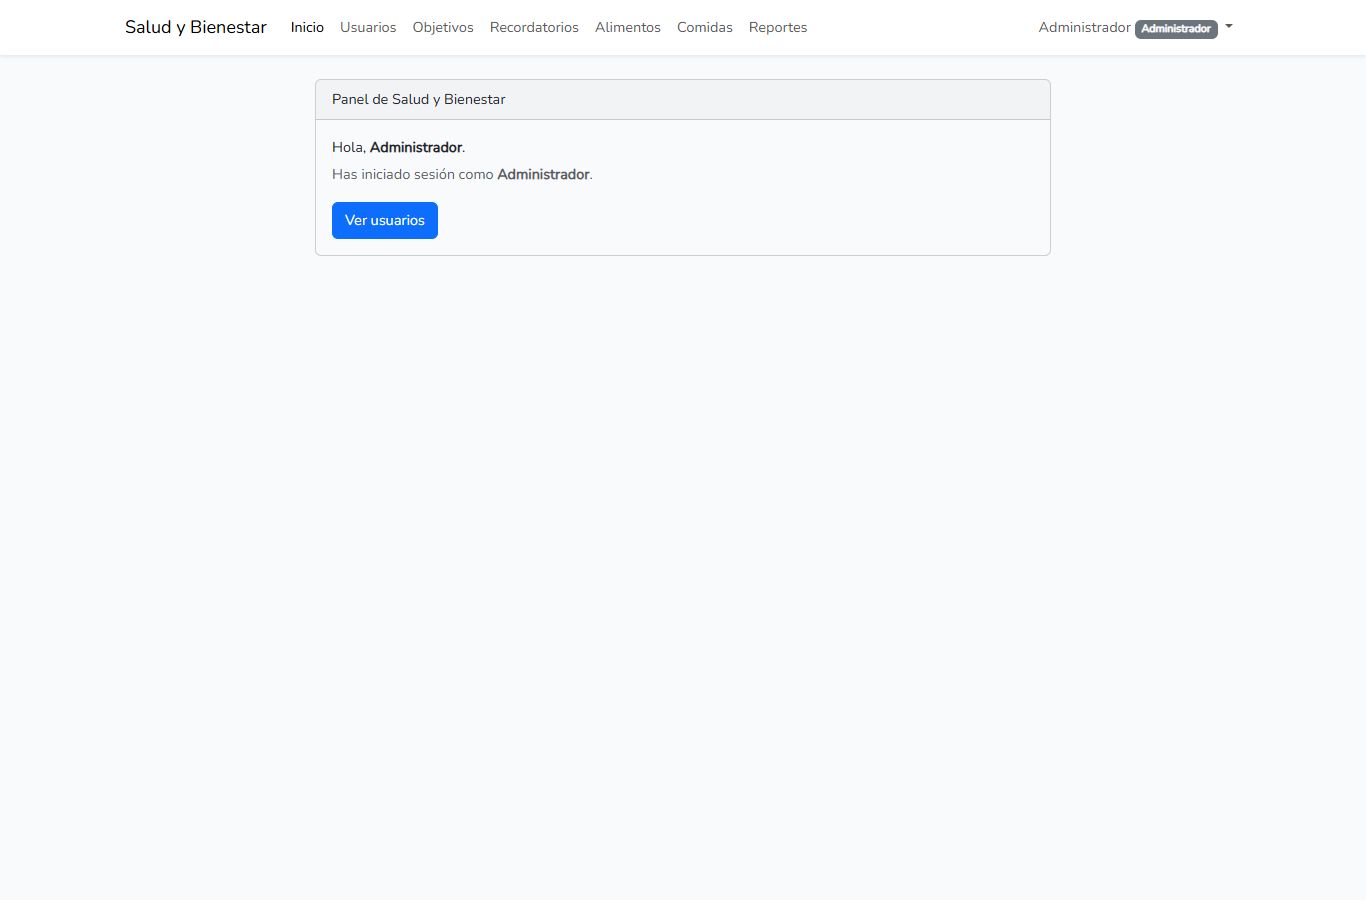 Salud y Bienestar Inicio Usuarios Objetivos Recordatorios Alimentos Comidas Reportes Administrador Administrador
Panel de Salud y Bienestar
Hola, Administrador.
Has iniciado sesión como Administrador.
Ver usuarios